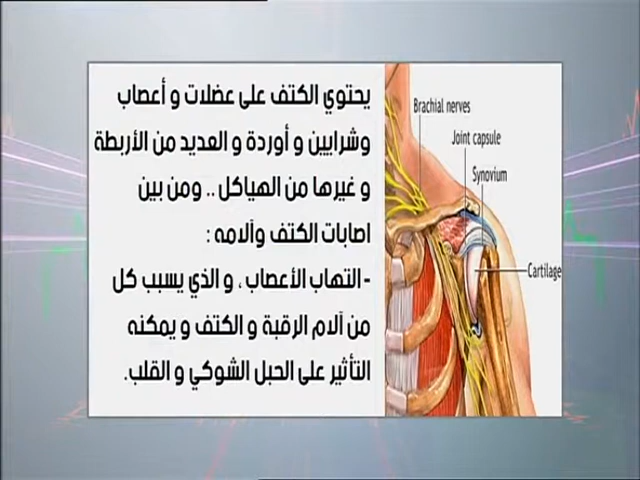 يحتوي الكتف على عضلات و أعصاب
وشرايين و أوردة و العديد من الأربطة
و غيرها من الهياكل .. ومن بين
اصابات الكتف وآلامه :
- التهاب الأعصاب ، و الذي يسبب كل
من آلام الرقبة و الكتف و يمكنه
التأثير على الحبل الشوكي و القلب.
Brachial nerves
Joint capsule
Synovium
Cartilage